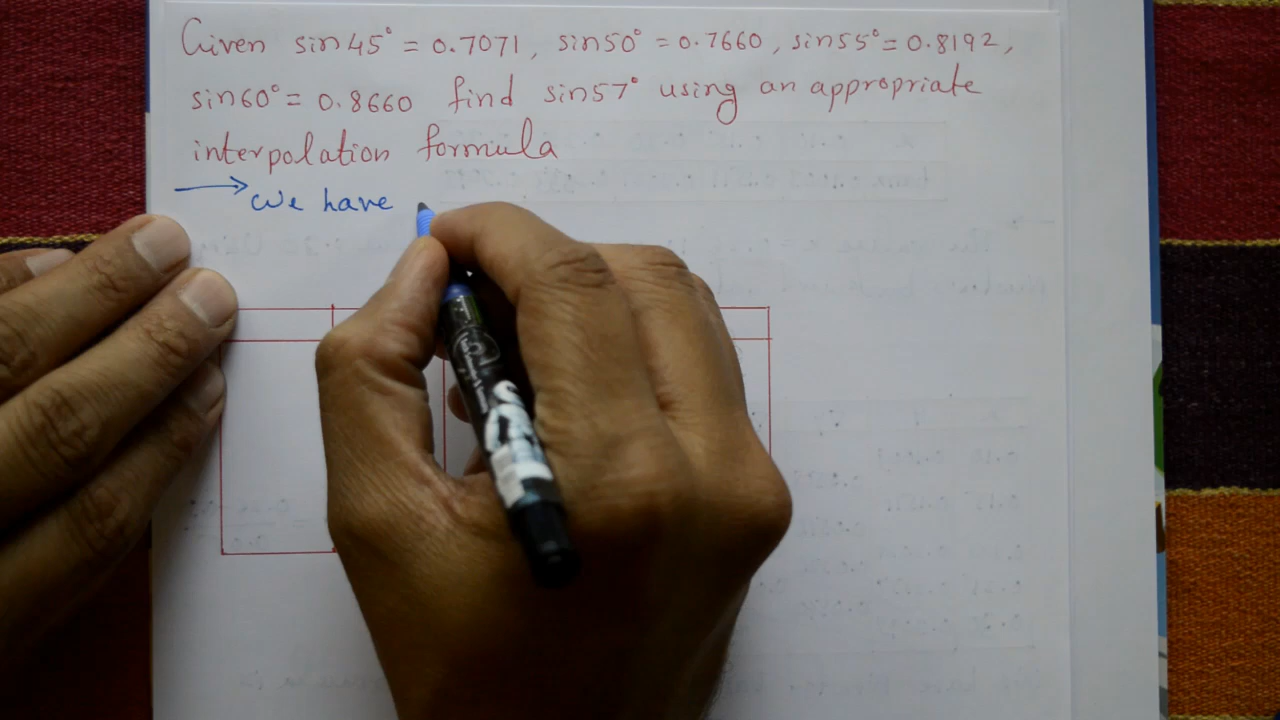 Given sin45° = 0.7071, sin50° = 0.7660, sin55° = 0.8192,
sin60° = 0.8660 find sin57° using an appropriate
interpolation formula
→ We have